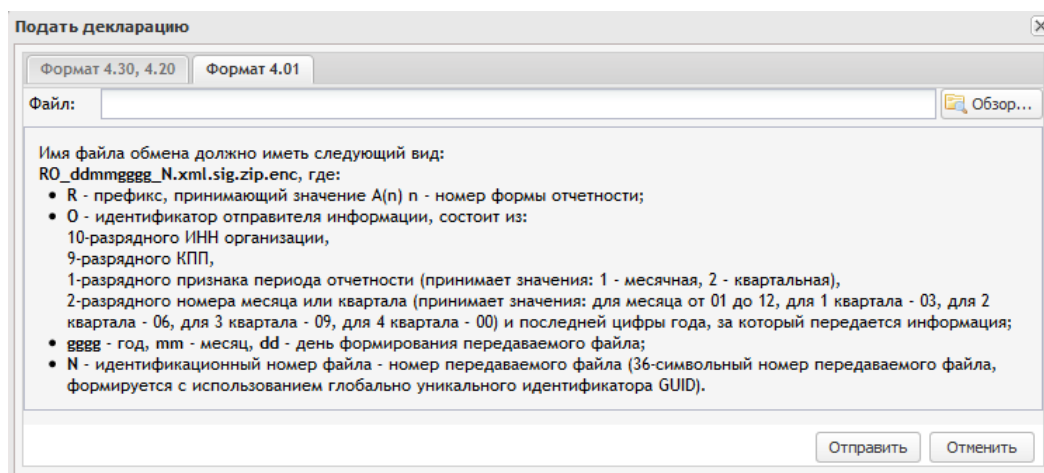 Подать декларацию
Формат 4.30, 4.20 Формат 4.01
Файл: Обзор...
Имя файла обмена должно иметь следующий вид:
RO_ddmmgggg_N.xml.sig.zip.enc, где:
• R - префикс, принимающий значение A(n) n - номер формы отчетности;
• O - идентификатор отправителя информации, состоит из:
10-разрядного ИНН организации,
9-разрядного КПП,
1-разрядного признака периода отчетности (принимает значения: 1 - месячная, 2 - квартальная),
2-разрядного номера месяца или квартала (принимает значения: для месяца от 01 до 12, для 1 квартала - 03, для 2
квартала - 06, для 3 квартала - 09, для 4 квартала - 00) и последней цифры года, за который передается информация;
• gggg - год, mm - месяц, dd - день формирования передаваемого файла;
• N - идентификационный номер файла - номер передаваемого файла (36-символьный номер передаваемого файла,
формируется с использованием глобально уникального идентификатора GUID).
Отправить Отменить